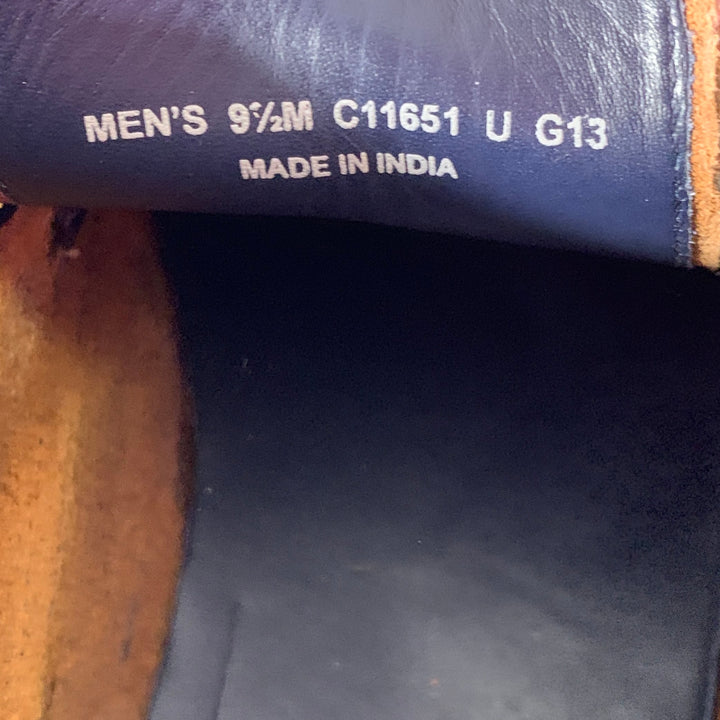 MEN'S 9½M C11651 U G13
MADE IN INDIA